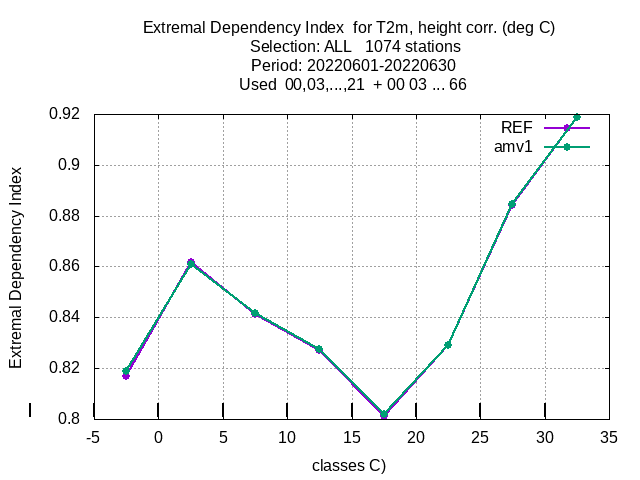 Extremal Dependency Index  for T2m, height corr. (deg C)
Selection: ALL   1074 stations
Period: 20220601-20220630
Used  00,03,...,21  + 00 03 ... 66
0.92
0.9
0.88
0.86
0.84
0.82
0.8
Extremal Dependency Index
REF
amv1
-5 0 5 10 15 20 25 30 35
classes C)